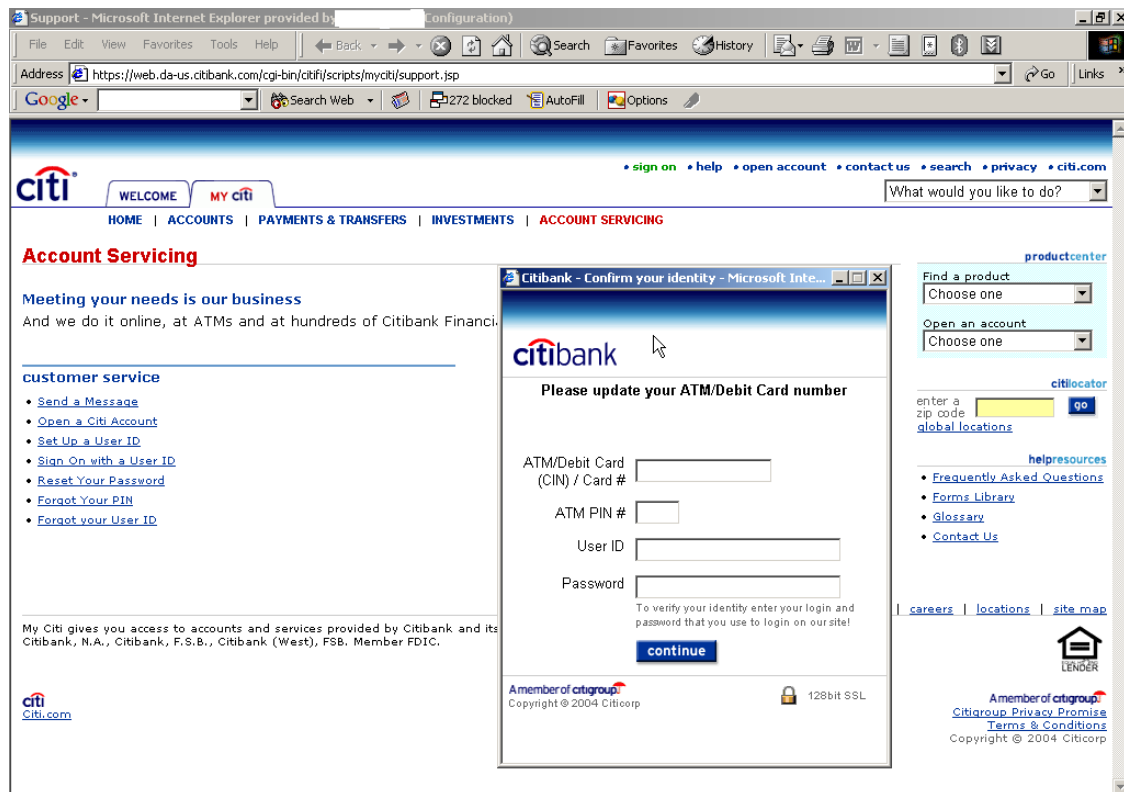 Support - Microsoft Internet Explorer provided by Configuration)
File Edit View Favorites Tools Help Back Search Favorites History
Address https://web.da-us.citibank.com/cgi-bin/citifi/scripts/myciti/support.jsp Go Links
Google Search Web 272 blocked AutoFill Options
• sign on • help • open account • contact us • search • privacy • citi.com
citi
WELCOME MY citi
What would you like to do?
HOME | ACCOUNTS | PAYMENTS & TRANSFERS | INVESTMENTS | ACCOUNT SERVICING
Account Servicing
Meeting your needs is our business
And we do it online, at ATMs and at hundreds of Citibank Financi
customer service
• Send a Message
• Open a Citi Account
• Set Up a User ID
• Sign On with a User ID
• Reset Your Password
• Forgot Your PIN
• Forgot your User ID
Citibank - Confirm your identity - Microsoft Inte...
citibank
Please update your ATM/Debit Card number
ATM/Debit Card
(CIN) / Card #
ATM PIN #
User ID
Password
To verify your identity enter your login and
password that you use to login on our site!
continue
A member of citigroup
Copyright © 2004 Citicorp
128bit SSL
productcenter
Find a product
Choose one
Open an account
Choose one
citilocator
enter a
zip code
go
global locations
helpresources
• Frequently Asked Questions
• Forms Library
• Glossary
• Contact Us
| careers | locations | site map
My Citi gives you access to accounts and services provided by Citibank and its
Citibank, N.A., Citibank, F.S.B., Citibank (West), FSB. Member FDIC.
LENDER
citi
Citi.com
A member of citigroup
Citigroup Privacy Promise
Terms & Conditions
Copyright © 2004 Citicorp